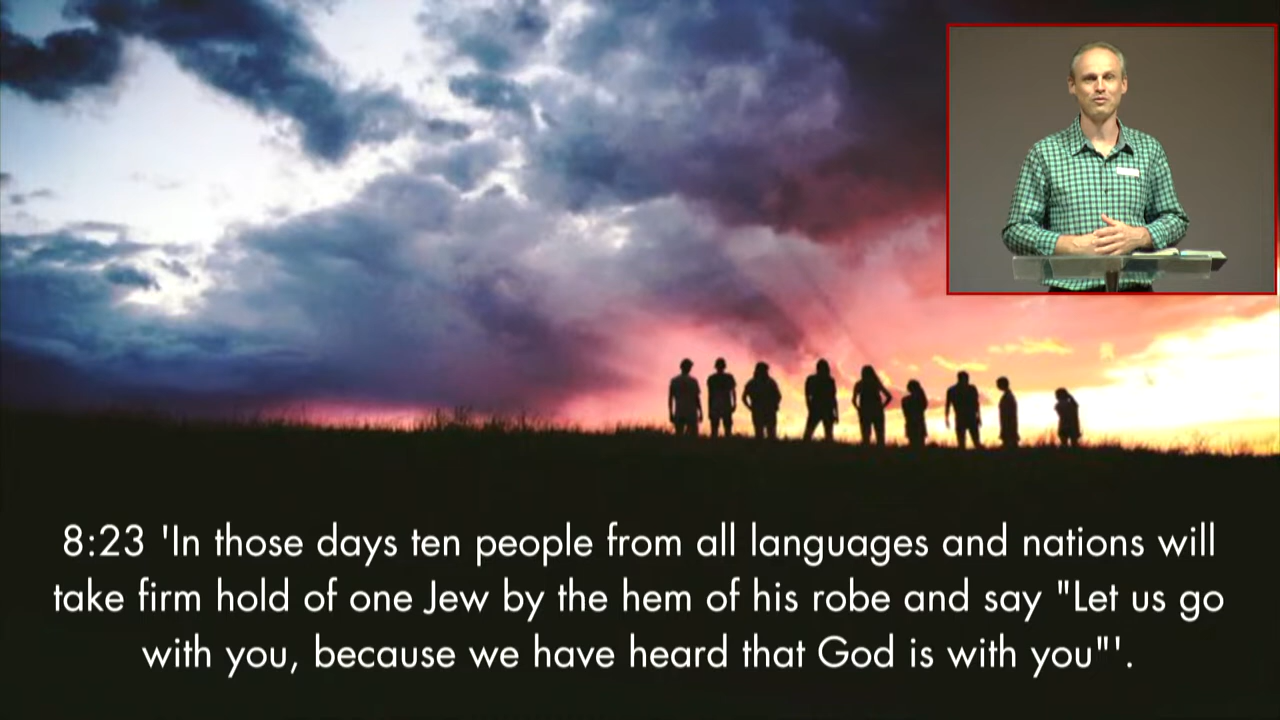 8:23 'In those days ten people from all languages and nations will
take firm hold of one Jew by the hem of his robe and say "Let us go
with you, because we have heard that God is with you"'.